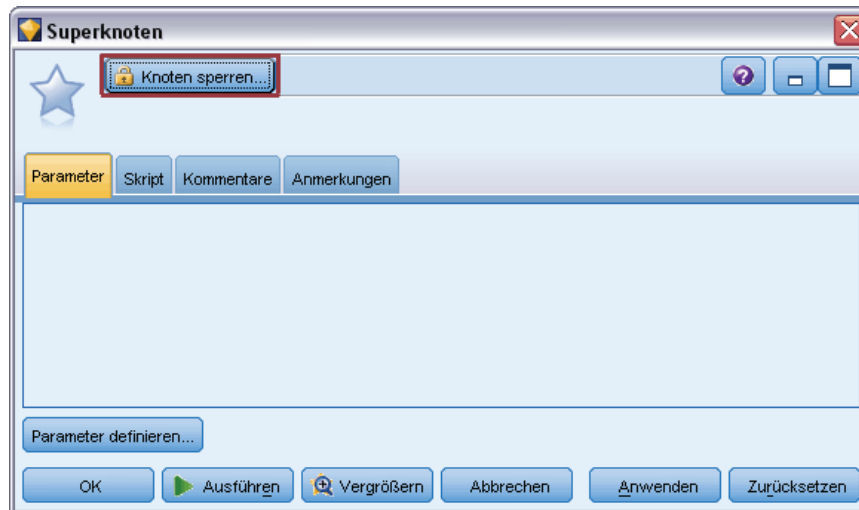 Superknoten
Knoten sperren...
?
Parameter Skript Kommentare Anmerkungen
Parameter definieren...
OK Ausführen Vergrößern Abbrechen Anwenden Zurücksetzen